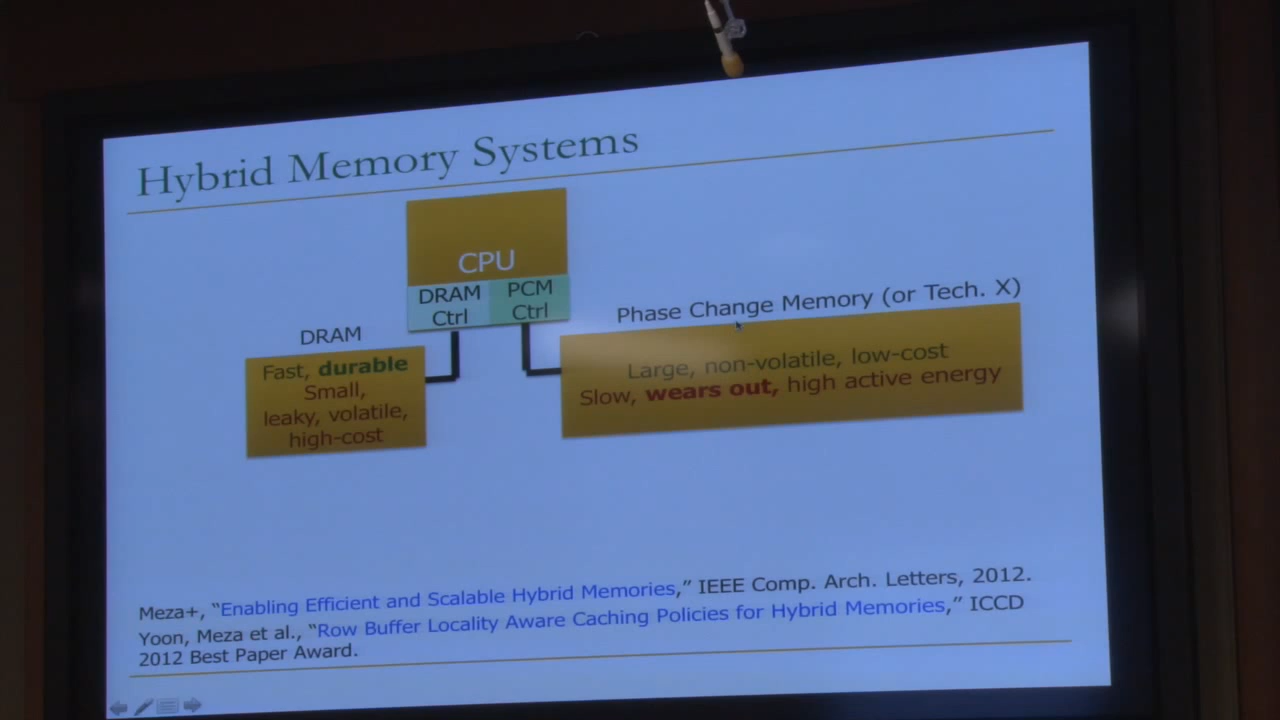 Hybrid Memory Systems
CPU
DRAM
Ctrl
PCM
Ctrl
DRAM
Fast, durable
Small,
leaky, volatile,
high-cost
Phase Change Memory (or Tech. X)
Large, non-volatile, low-cost
Slow, wears out, high active energy
Meza+, “Enabling Efficient and Scalable Hybrid Memories,” IEEE Comp. Arch. Letters, 2012.
Yoon, Meza et al., “Row Buffer Locality Aware Caching Policies for Hybrid Memories,” ICCD
2012 Best Paper Award.